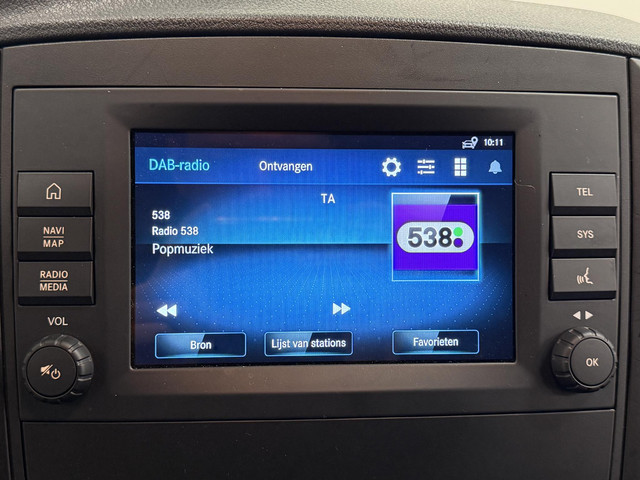 10:11
DAB-radio
Ontvangen
TA
538
Radio 538
Popmuziek
538
Bron
Lijst van stations
Favorieten
NAVI
MAP
RADIO
MEDIA
VOL
TEL
SYS
OK